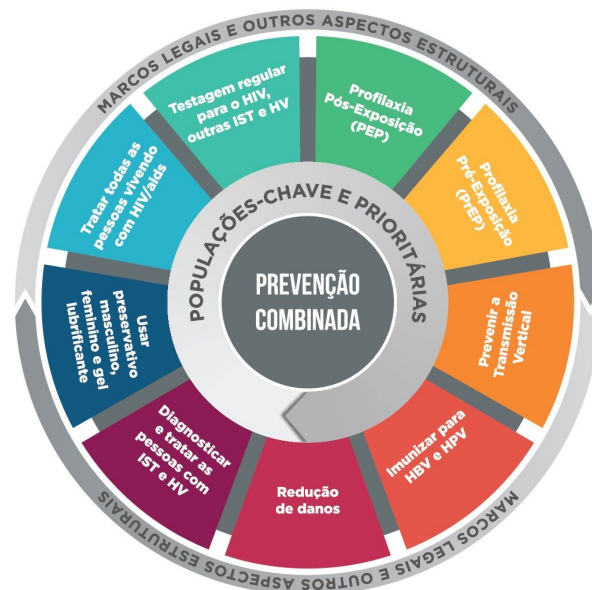 MARCOS LEGAIS E OUTROS ASPECTOS ESTRUTURAIS
Testagem regular
para o HIV,
outras IST e HV
Profilaxia
Pós-Exposição
(PEP)
Profilaxia
Pré-Exposição
(PrEP)
Prevenir a
Transmissão
Vertical
Imunizar para
HBV e HPV
Redução
de danos
Diagnosticar
e tratar as
pessoas com
IST e HV
Usar
preservativo
masculino,
feminino e gel
lubrificante
Tratar todas as
pessoas vivendo
com HIV/aids
POPULAÇÕES-CHAVE E PRIORITÁRIAS
PREVENÇÃO
COMBINADA
MARCOS LEGAIS E OUTROS ASPECTOS ESTRUTURAIS